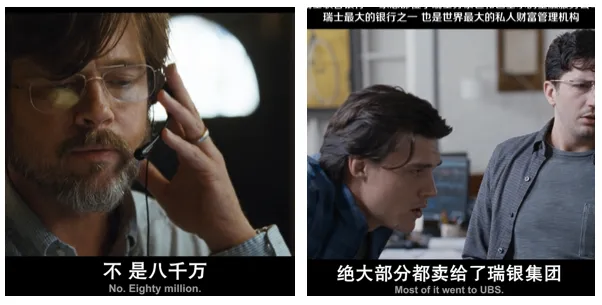 不 是八千万
No. Eighty million.
瑞士最大的银行之一 也是世界最大的私人财富管理机构
绝大部分都卖给了瑞银集团
Most of it went to UBS.